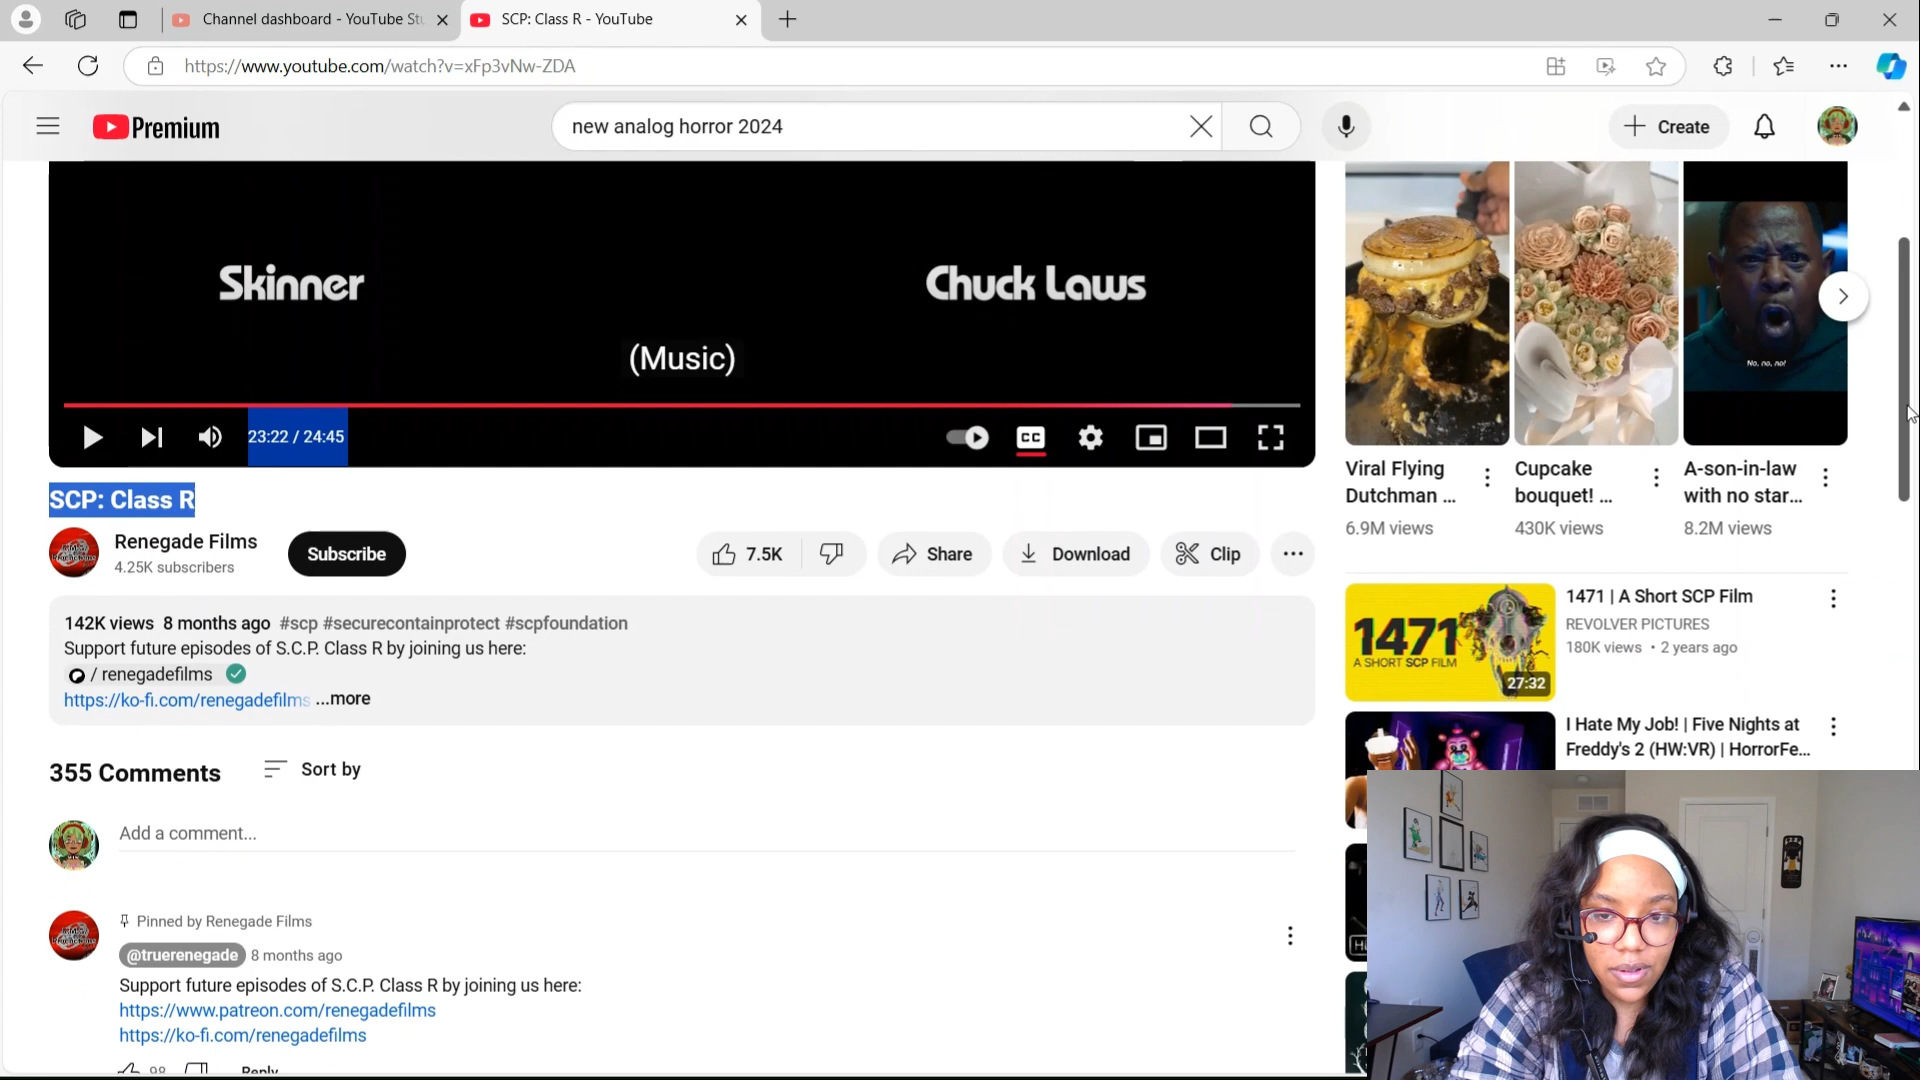 Channel dashboard - YouTube Stu
SCP: Class R - YouTube
https://www.youtube.com/watch?v=xFp3vNw-ZDA
Premium
new analog horror 2024
Create
Skinner
Chuck Laws
(Music)
23:22 / 24:45
CC
SCP: Class R
Renegade Films
4.25K subscribers
Subscribe
7.5K
Share
Download
Clip
142K views 8 months ago #scp #securecontainprotect #scpfoundation
Support future episodes of S.C.P. Class R by joining us here:
/ renegadefilms
https://ko-fi.com/renegadefilms ...more
355 Comments
Sort by
Add a comment...
Pinned by Renegade Films
@truerenegade 8 months ago
Support future episodes of S.C.P. Class R by joining us here:
https://www.patreon.com/renegadefilms
https://ko-fi.com/renegadefilms
98
Reply
No, no, no!
Viral Flying
Dutchman ...
6.9M views
Cupcake
bouquet! ...
430K views
A-son-in-law
with no star...
8.2M views
1471
A SHORT SCP FILM
27:32
1471 | A Short SCP Film
REVOLVER PICTURES
180K views • 2 years ago
I Hate My Job! | Five Nights at
Freddy's 2 (HW:VR) | HorrorFe...